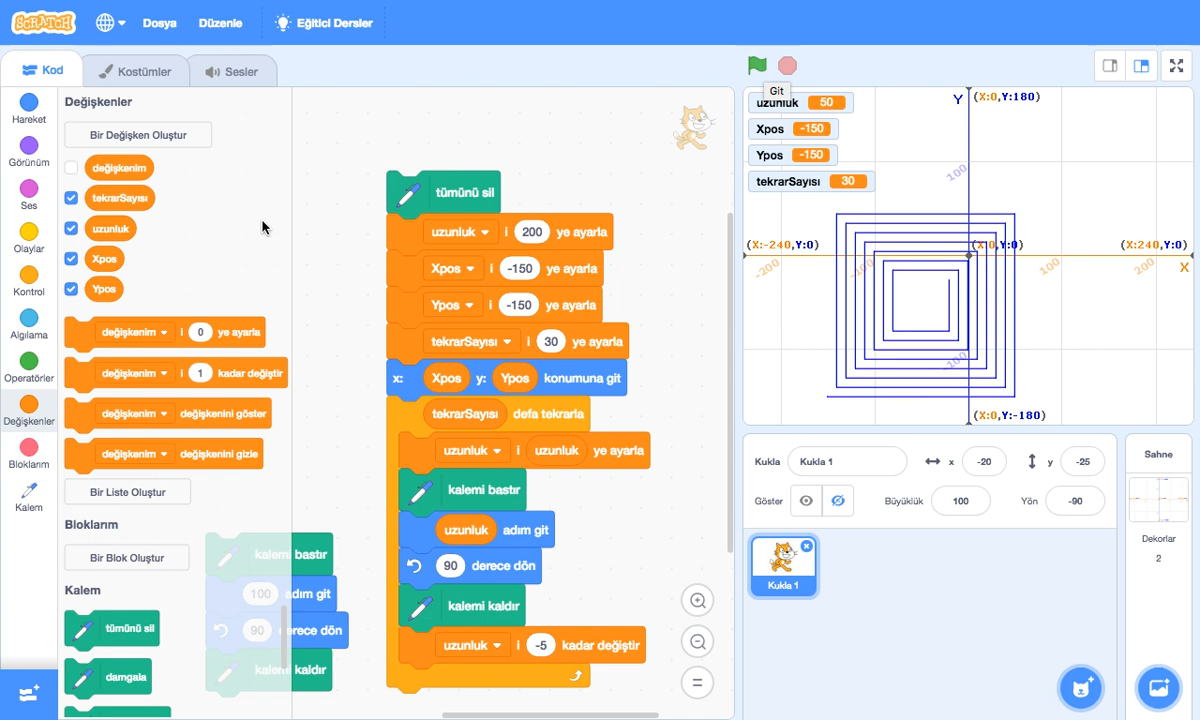 SCRATCH
Dosya
Düzenle
Eğitici Dersler
Kod
Kostümler
Sesler
Hareket
Görünüm
Ses
Olaylar
Kontrol
Algılama
Operatörler
Değişkenler
Bloklarım
Kalem
Değişkenler
Bir Değişken Oluştur
değişkenim
tekrarSayısı
uzunluk
Xpos
Ypos
değişkenim i 0 ye ayarla
değişkenim i 1 kadar değiştir
değişkenim değişkenini göster
değişkenim değişkenini gizle
Bir Liste Oluştur
Bloklarım
Bir Blok Oluştur
Kalem
tümünü sil
damgala
kalemi bastır
100 adım git
90 derece dön
kalemi kaldır
tümünü sil
uzunluk i 200 ye ayarla
Xpos i -150 ye ayarla
Ypos i -150 ye ayarla
tekrarSayısı i 30 ye ayarla
x: Xpos y: Ypos konumuna git
tekrarSayısı defa tekrarla
uzunluk i uzunluk ye ayarla
kalemi bastır
uzunluk adım git
90 derece dön
kalemi kaldır
uzunluk i -5 kadar değiştir
Git
uzunluk 50
Xpos -150
Ypos -150
tekrarSayısı 30
Y (X:0,Y:180)
100
(X:-240,Y:0) (X:0,Y:0) (X:240,Y:0)
-200 -100 100 200 X
-100
(X:0,Y:-180)
Kukla Kukla 1 x -20 y -25
Göster Büyüklük 100 Yön -90
Kukla 1
Sahne
Dekorlar
2